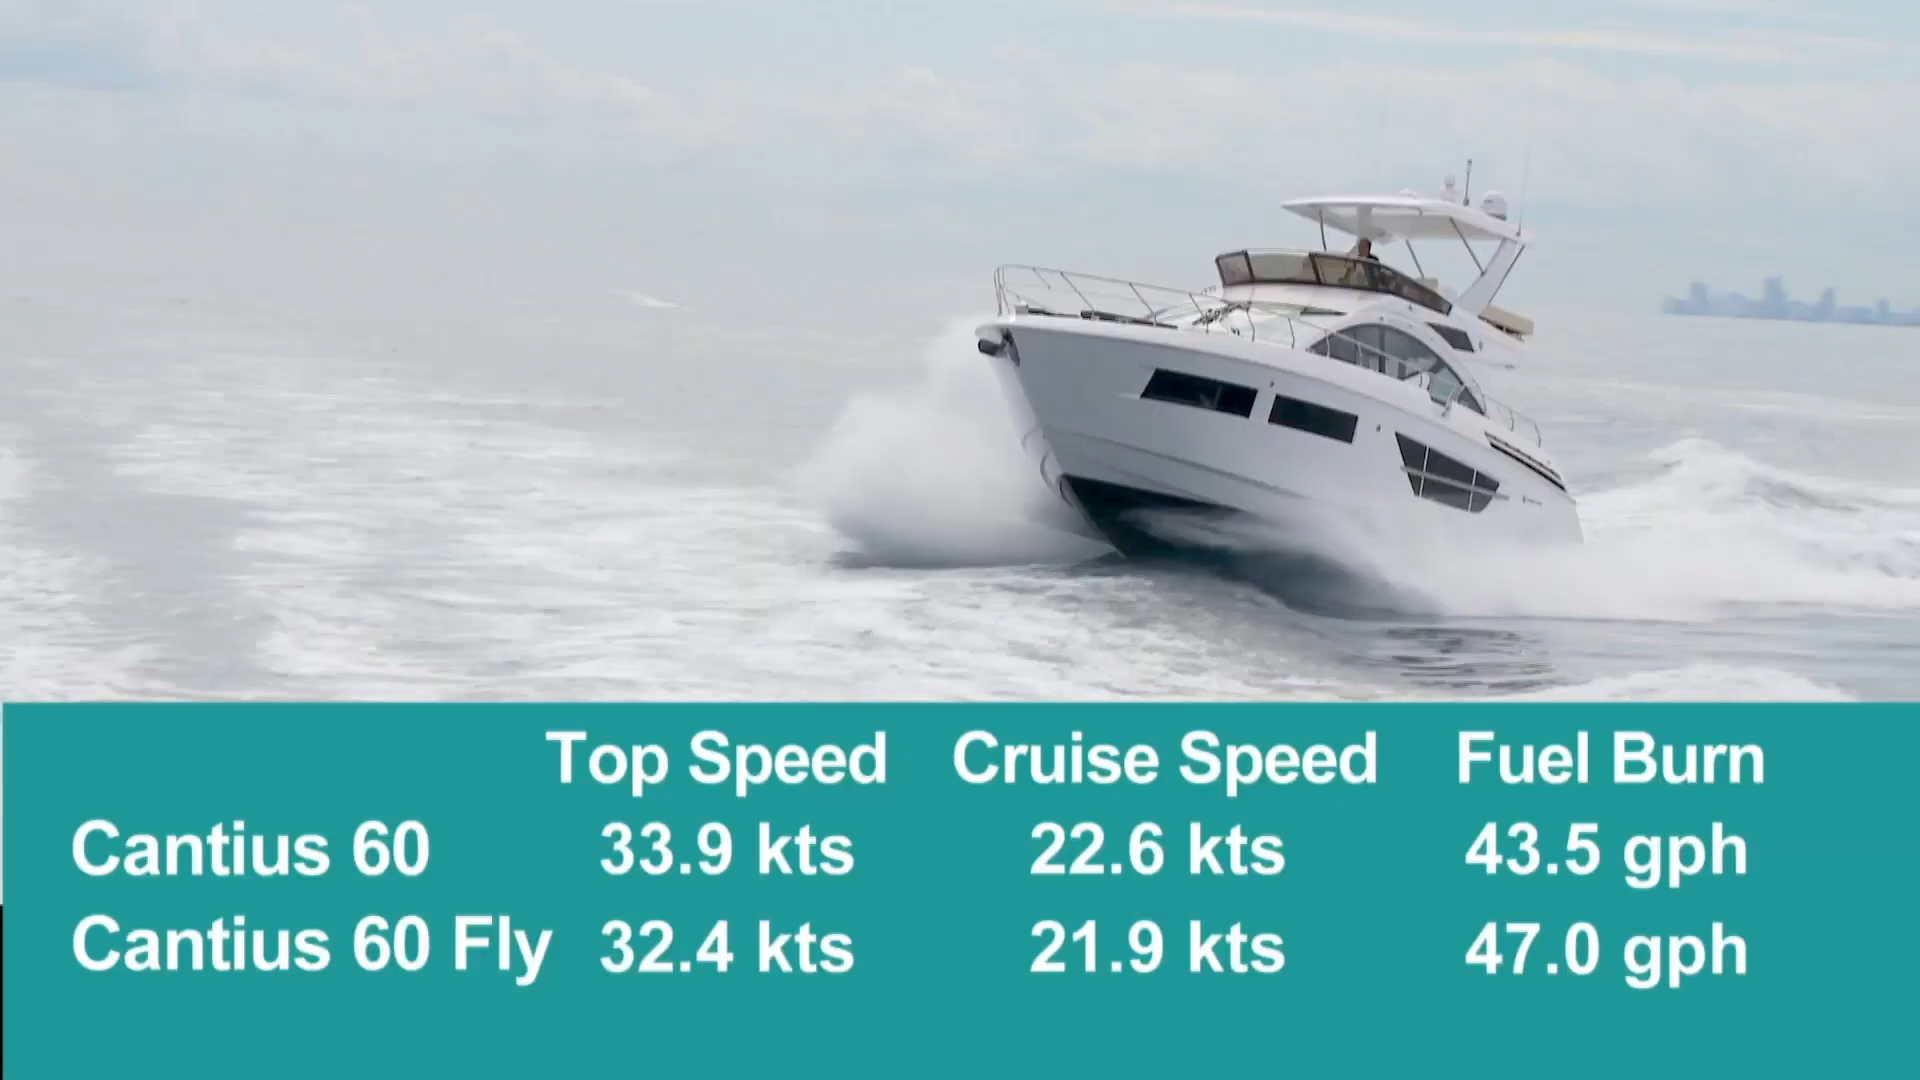 Top Speed Cruise Speed Fuel Burn
Cantius 60 33.9 kts 22.6 kts 43.5 gph
Cantius 60 Fly 32.4 kts 21.9 kts 47.0 gph